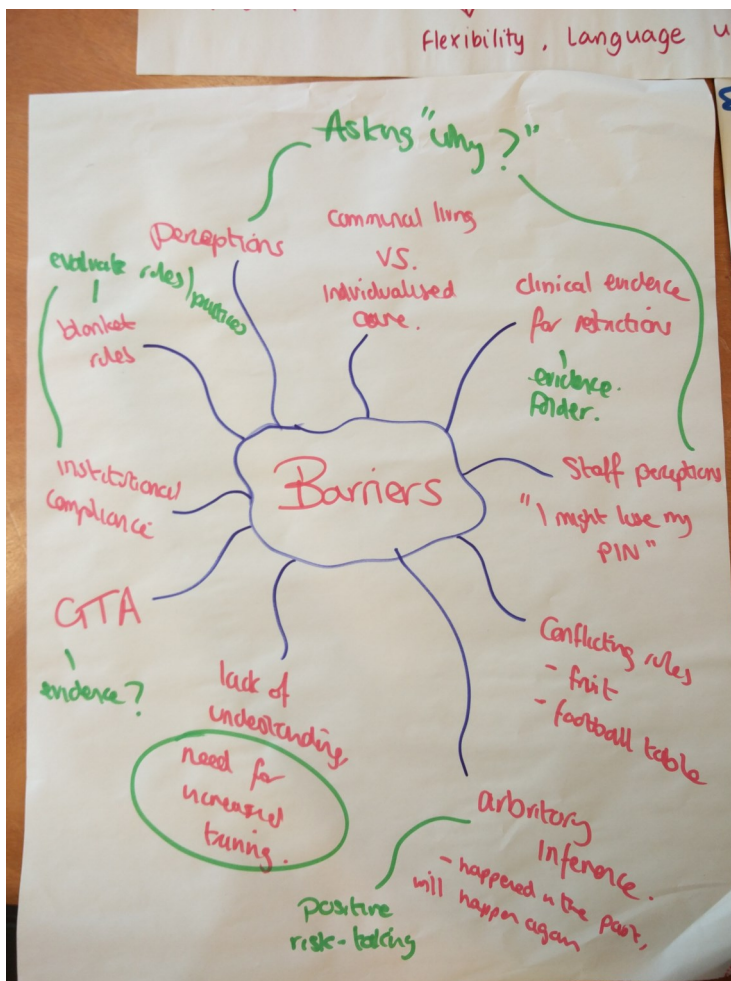 Flexibility, Language u
Asking "why?"
perceptions
communal living
vs.
individualised
care.
evaluate rules/
practices
blanket
rules
clinical evidence
for restrictions
evidence.
folder.
Barriers
institutional
compliance
Staff perceptions
"I might lose my
PIN"
GTA
evidence?
Conflicting rules
- fruit
- football table
lack of
understanding,
need for
increased
training.
arbritory
inference.
- happened in the past,
will happen again
positive
risk-taking